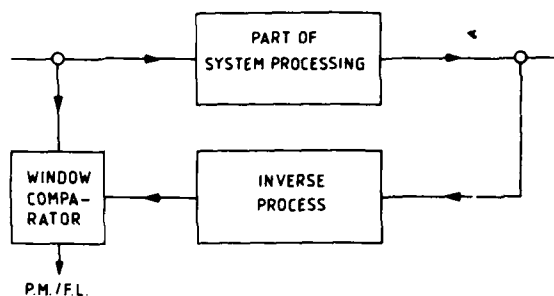 PART OF
SYSTEM PROCESSING
WINDOW
COMPA-
RATOR
INVERSE
PROCESS
P.M./F.L.